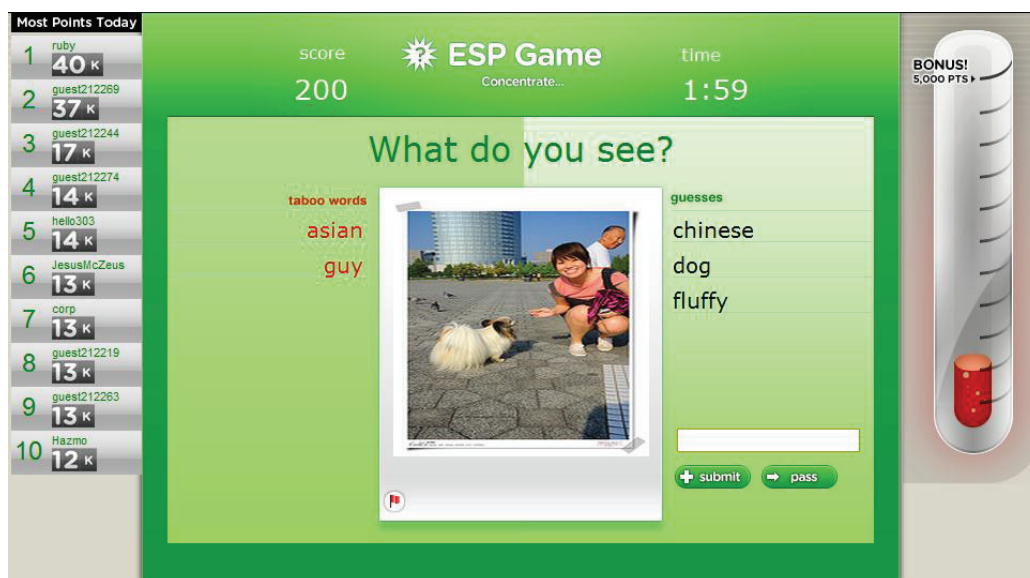 Most Points Today
1 ruby
40 K
2 guest212269
37 K
3 guest212244
17 K
4 guest212274
14 K
5 hello303
14 K
6 JesusMcZeus
13 K
7 corp
13 K
8 guest212219
13 K
9 guest212263
13 K
10 Hazmo
12 K
score
200
? ESP Game
Concentrate...
time
1:59
What do you see?
taboo words
asian
guy
guesses
chinese
dog
fluffy
submit
pass
BONUS!
5,000 PTS